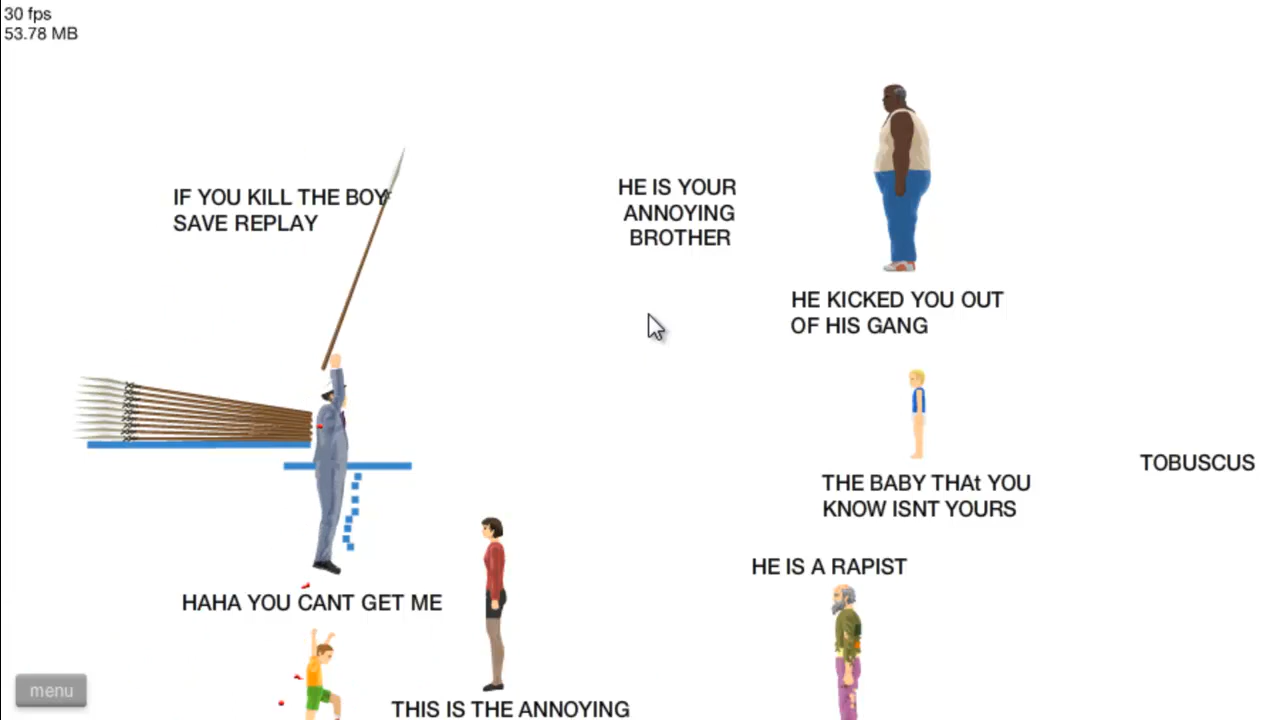 30 fps
53.78 MB
IF YOU KILL THE BOY
SAVE REPLAY
HE IS YOUR
ANNOYING
BROTHER
HE KICKED YOU OUT
OF HIS GANG
TOBUSCUS
THE BABY THAt YOU
KNOW ISNT YOURS
HE IS A RAPIST
HAHA YOU CANT GET ME
menu
THIS IS THE ANNOYING